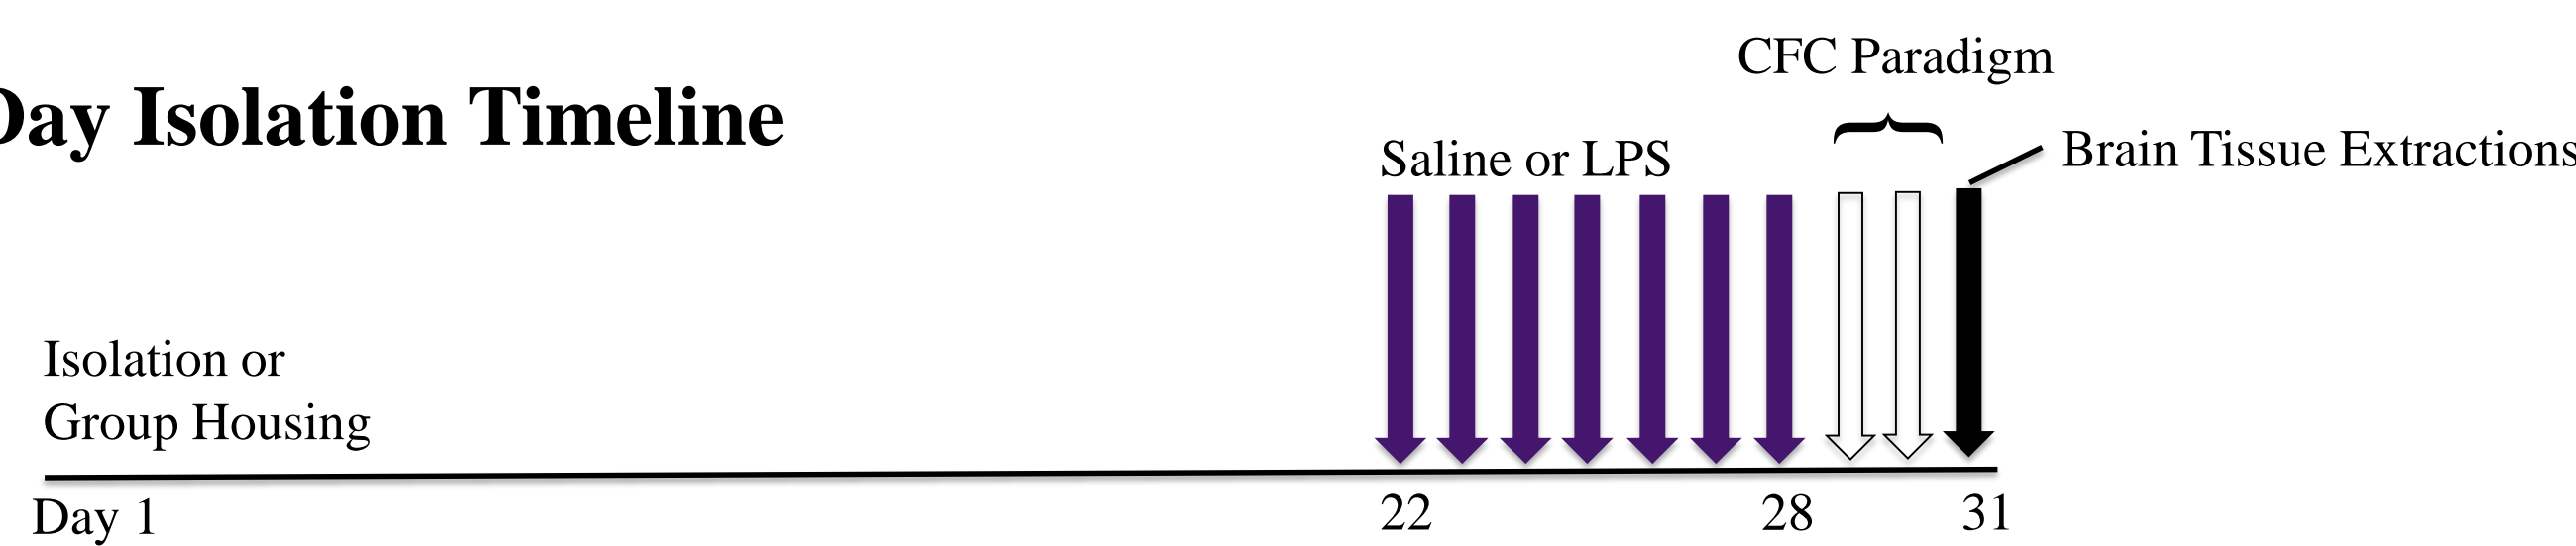 CFC Paradigm
Day Isolation Timeline
Saline or LPS
Brain Tissue Extractions
Isolation or
Group Housing
Day 1
22
28
31